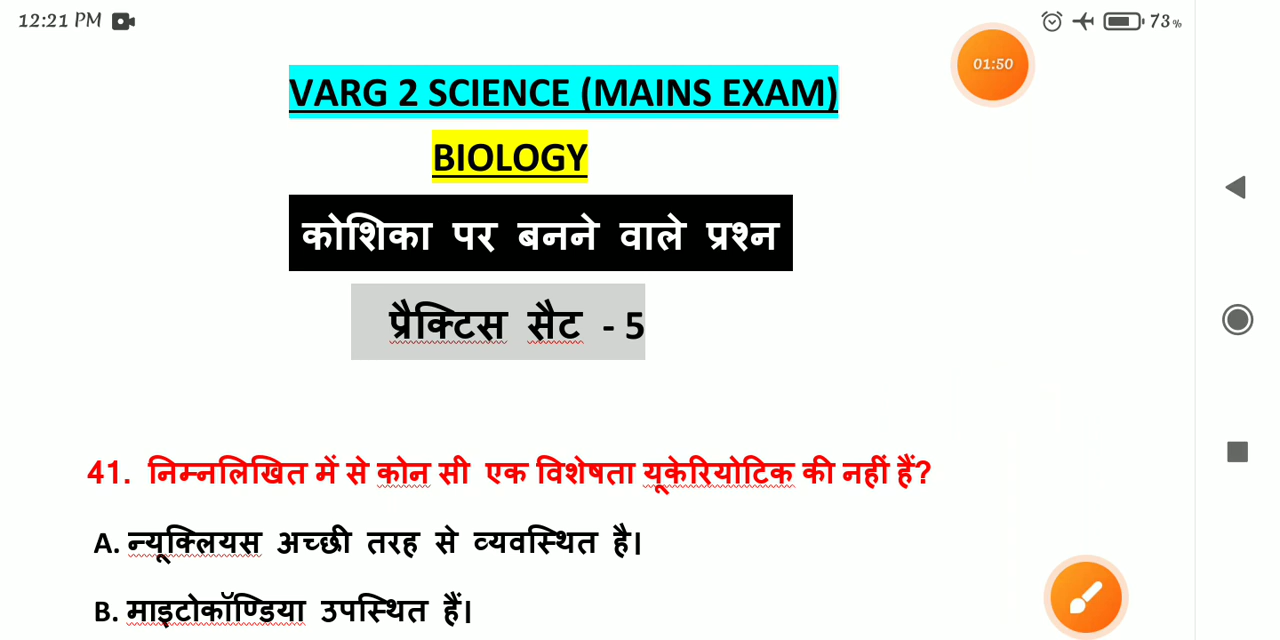 12:21 PM
73%
01:50
VARG 2 SCIENCE (MAINS EXAM)
BIOLOGY
कोशिका पर बनने वाले प्रश्न
प्रैक्टिस सैट - 5
41. निम्नलिखित में से कोन सी एक विशेषता यूकेरियोटिक की नहीं हैं?
A. न्यूक्लियस अच्छी तरह से व्यवस्थित है।
B. माइटोकॉण्डिया उपस्थित हैं।